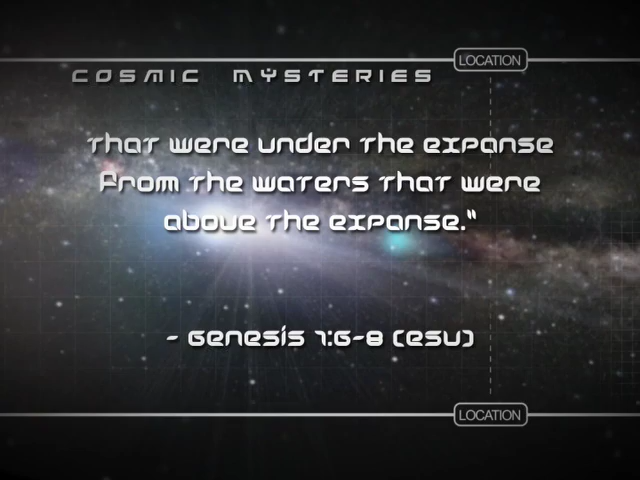 LOCATION
COSMIC MYSTERIES
that were under the expanse
from the waters that were
above the expanse."
- Genesis 1:6-8 (ESV)
LOCATION